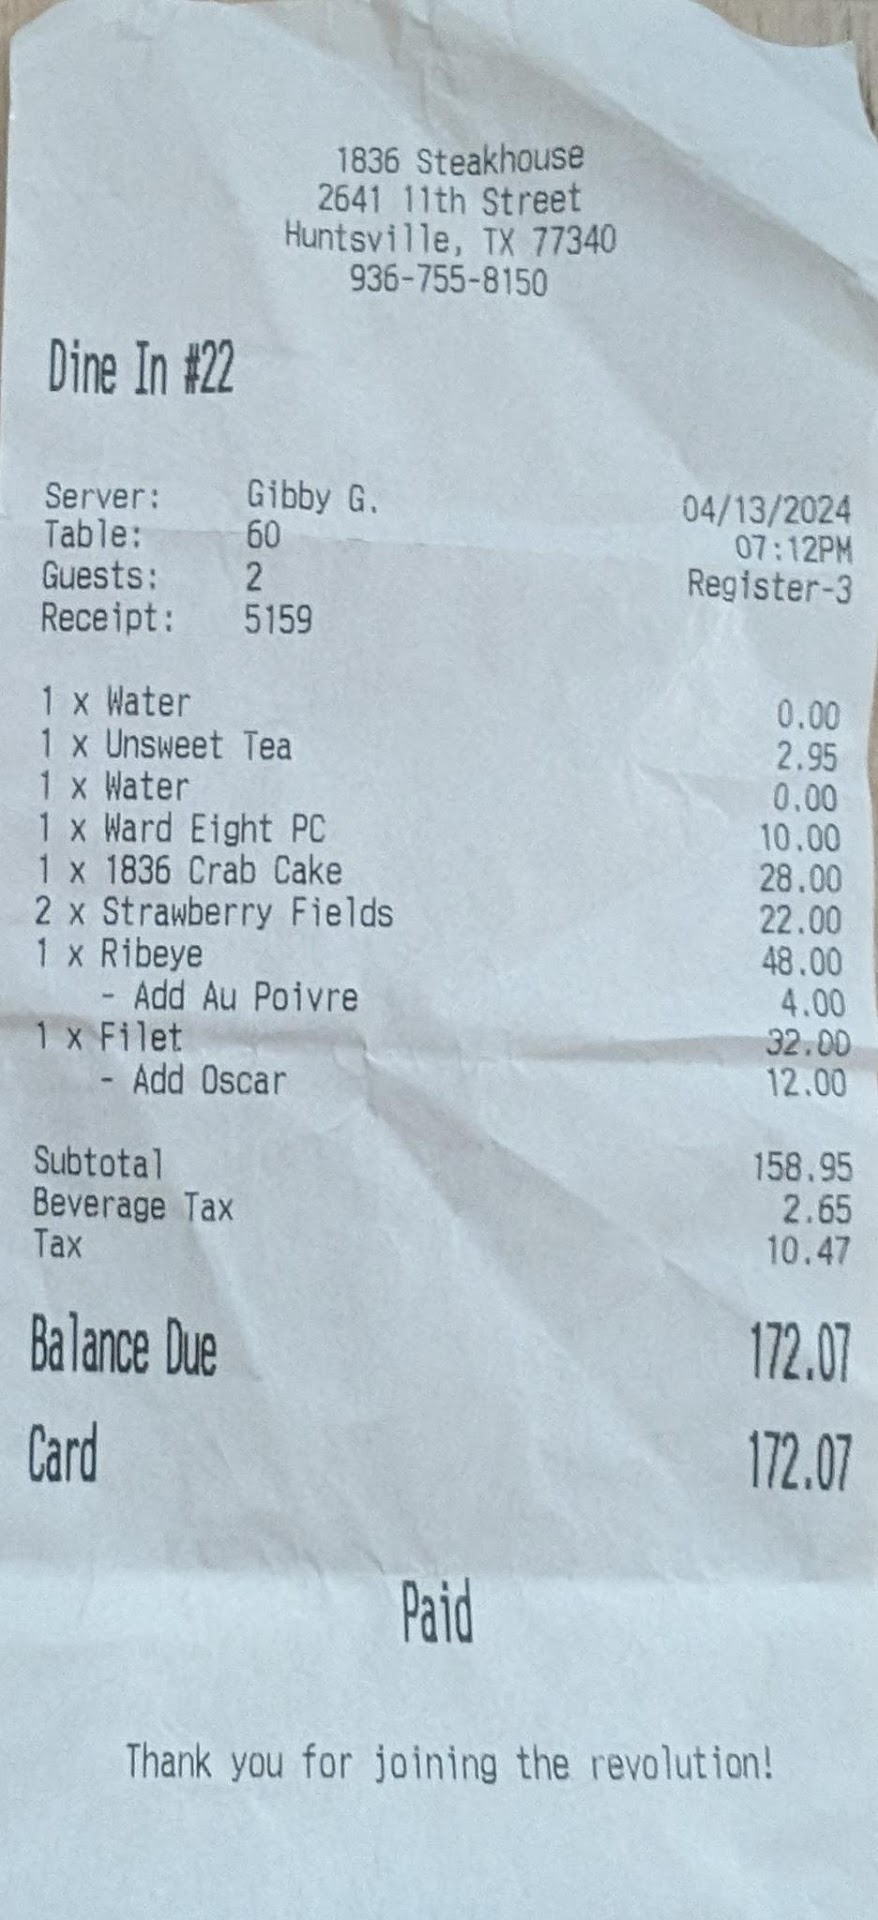 1836 Steakhouse
2641 11th Street
Huntsville, TX 77340
936-755-8150
Dine In #22
Server: Gibby G. 04/13/2024
Table: 60 07:12PM
Guests: 2 Register-3
Receipt: 5159
1 x Water 0.00
1 x Unsweet Tea 2.95
1 x Water 0.00
1 x Ward Eight PC 10.00
1 x 1836 Crab Cake 28.00
2 x Strawberry Fields 22.00
1 x Ribeye 48.00
- Add Au Poivre 4.00
1 x Filet 32.00
- Add Oscar 12.00
Subtotal 158.95
Beverage Tax 2.65
Tax 10.47
Balance Due 172.07
Card 172.07
Paid
Thank you for joining the revolution!